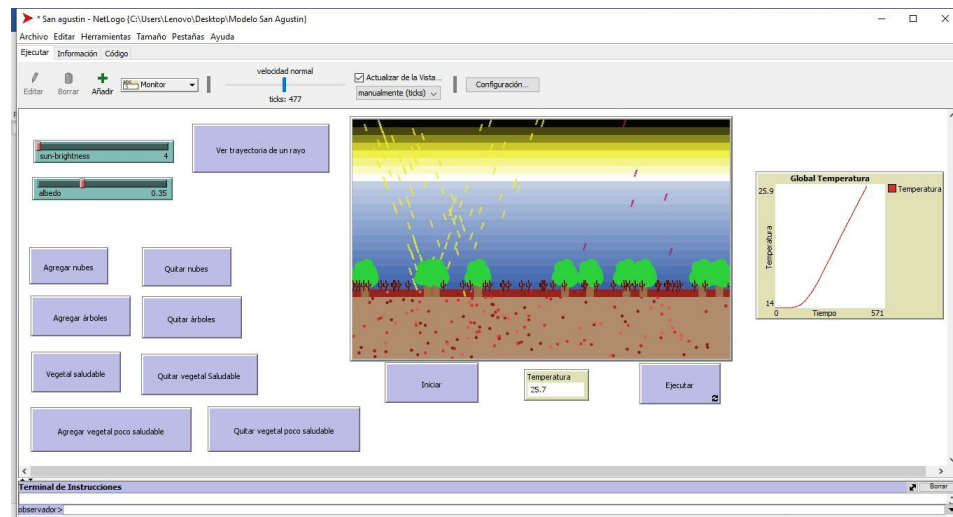 * San agustin - NetLogo {C:\Users\Lenovo\Desktop\Modelo San Agustin}
Archivo Editar Herramientas Tamaño Pestañas Ayuda
Ejecutar Información Código
Editar Borrar Añadir Monitor
velocidad normal
ticks: 477
Actualizar de la Vista...
manualmente (ticks)
Configuración...
sun-brightness 4
albedo 0.35
Ver trayectoria de un rayo
Agregar nubes
Quitar nubes
Agregar árboles
Quitar árboles
Vegetal saludable
Quitar vegetal Saludable
Agregar vegetal poco saludable
Quitar vegetal poco saludable
Iniciar
Temperatura
25.7
Ejecutar
Global Temperatura
25.9
Temperatura
14
0 Tiempo 571
Temperatura
Terminal de Instrucciones
Borrar
observador>